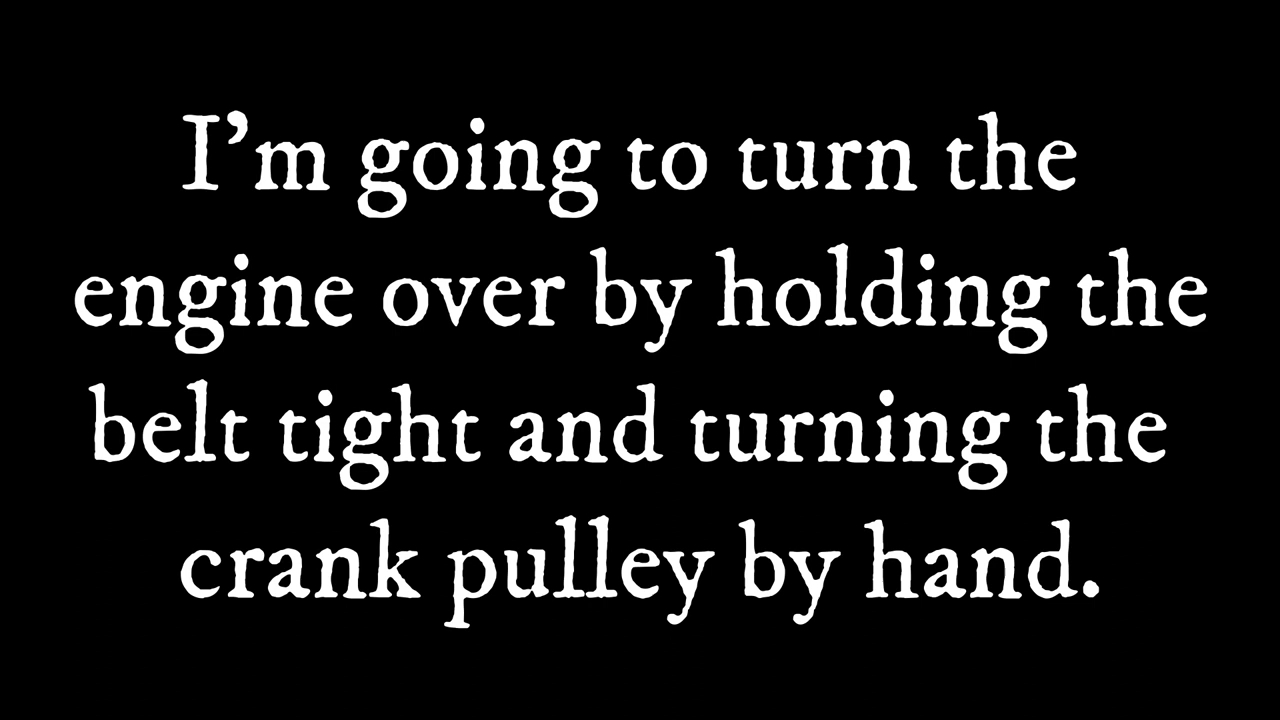 I’m going to turn the
engine over by holding the
belt tight and turning the
crank pulley by hand.